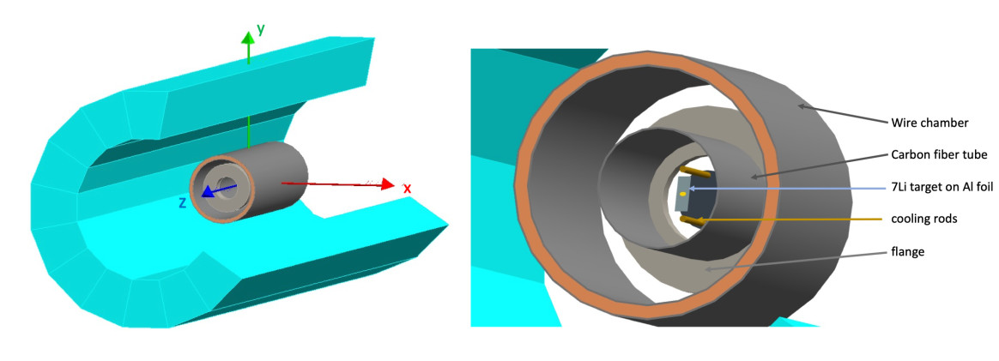 y
x
z
Wire chamber
Carbon fiber tube
7Li target on Al foil
cooling rods
flange